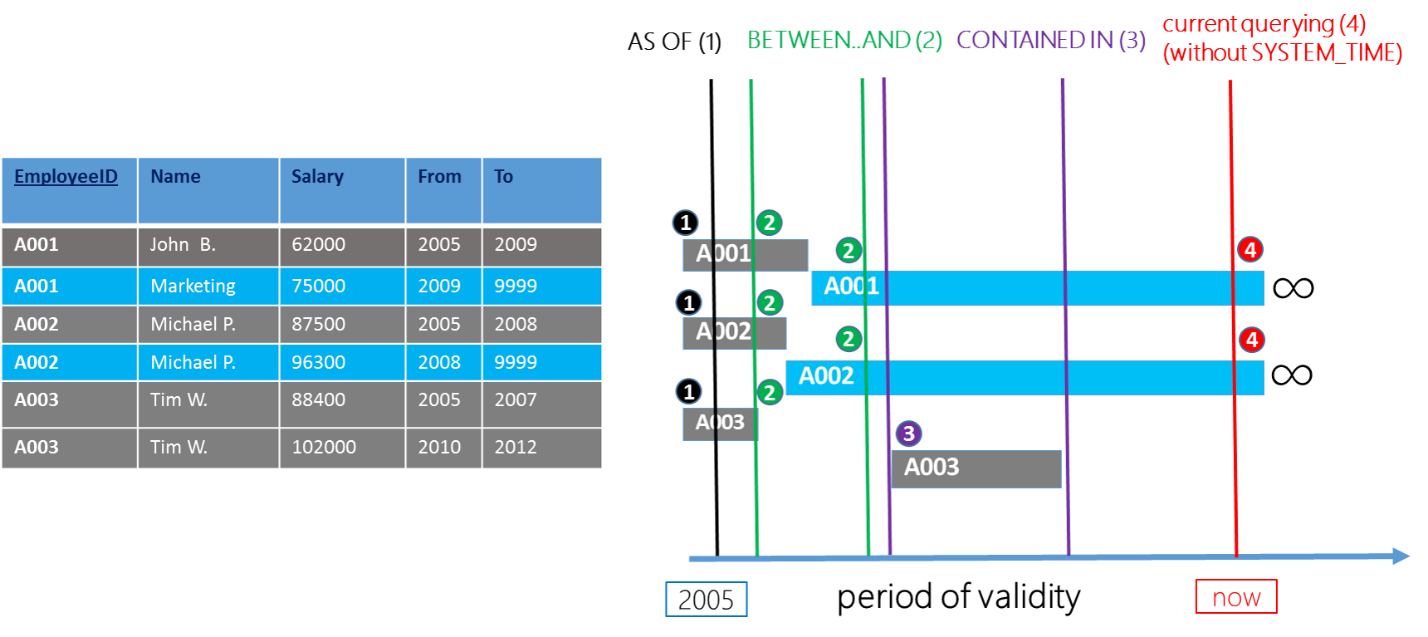 AS OF (1) BETWEEN..AND (2) CONTAINED IN (3) current querying (4)
(without SYSTEM_TIME)
EmployeeID Name Salary From To
A001 John B. 62000 2005 2009
A001 Marketing 75000 2009 9999
A002 Michael P. 87500 2005 2008
A002 Michael P. 96300 2008 9999
A003 Tim W. 88400 2005 2007
A003 Tim W. 102000 2010 2012
1 2
A001
2 4
A001 ∞
1 2
A002
2 4
A002 ∞
1 2
A003
3
A003
2005 period of validity now